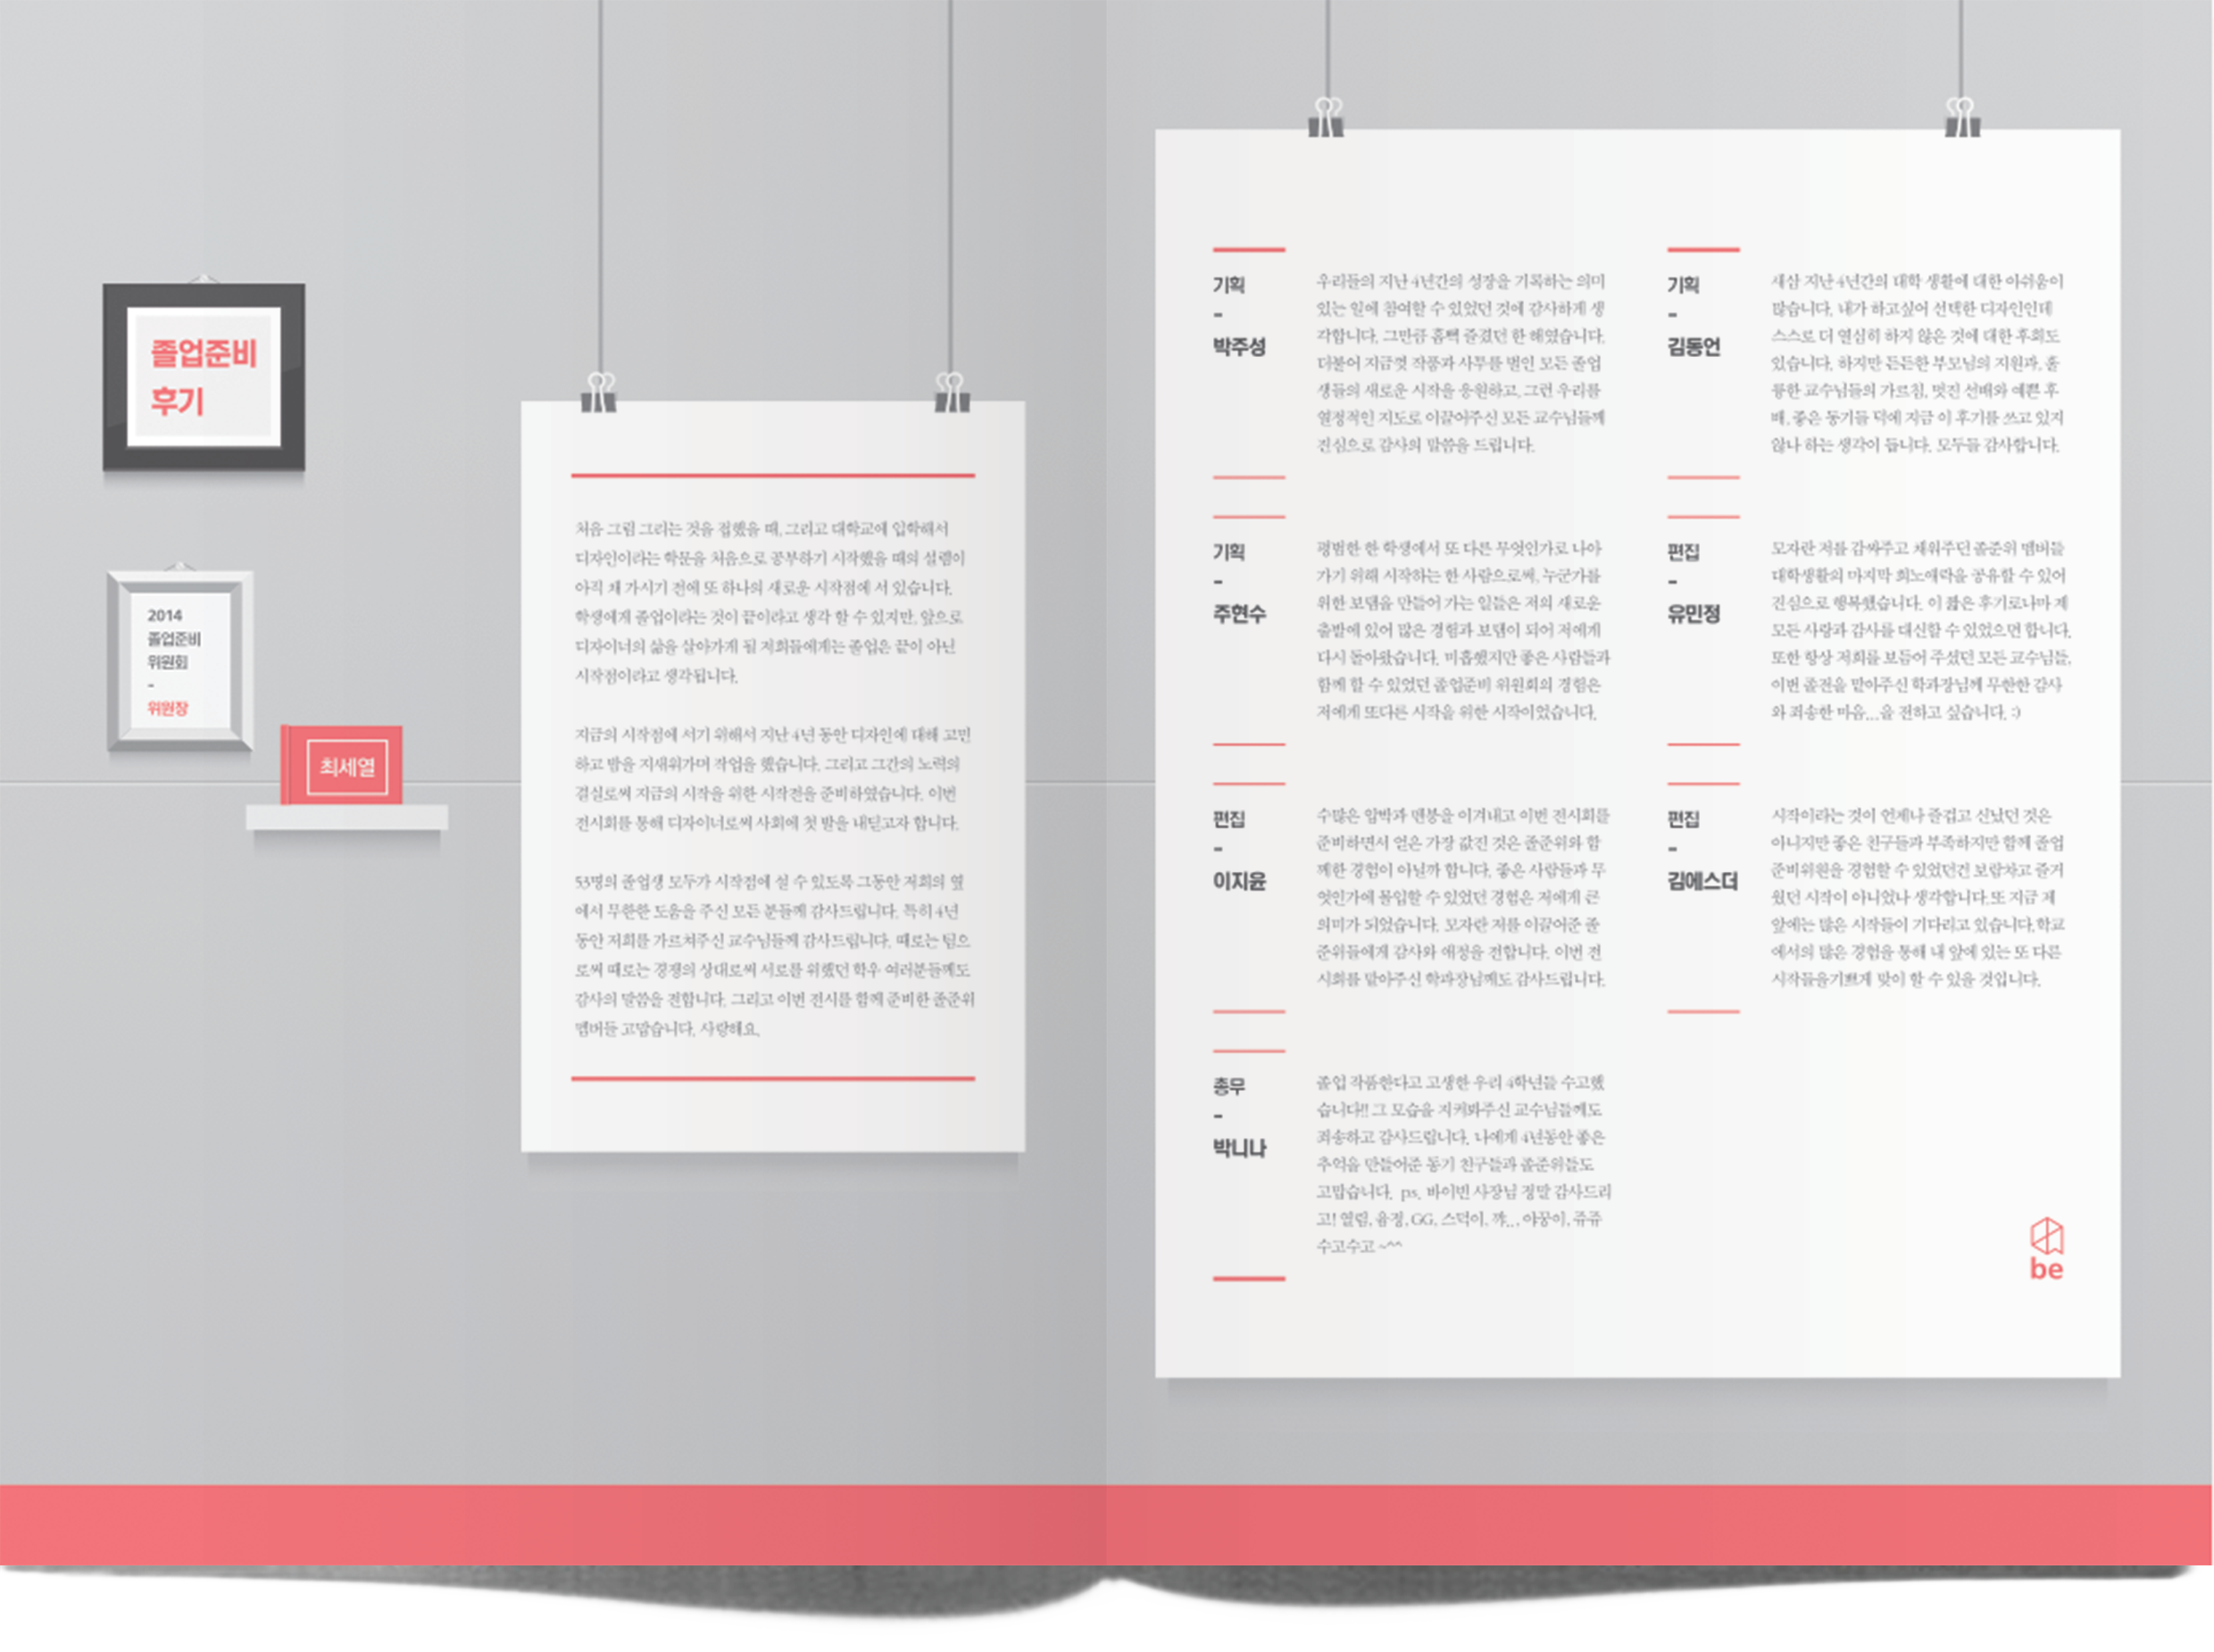 졸업준비
후기
2014
졸업준비
위원회
-
위원장
최세열
처음 그림 그리는 것을 접했을 때, 그리고 대학교에 입학해서
디자인이라는 학문을 처음으로 공부하기 시작했을 때의 설렘이
아직 채 가시기 전에 또 하나의 새로운 시작점에 서 있습니다.
학생에게 졸업이라는 것이 끝이라고 생각 할 수 있지만, 앞으로
디자이너의 삶을 살아가게 될 저희들에게는 졸업은 끝이 아닌
시작점이라고 생각됩니다.
지금의 시작점에 서기 위해서 지난 4년 동안 디자인에 대해 고민
하고 밤을 지새워가며 작업을 했습니다. 그리고 그간의 노력의
결실로써 지금의 시작을 위한 시작전을 준비하였습니다. 이번
전시회를 통해 디자이너로써 사회에 첫 발을 내딛고자 합니다.
53명의 졸업생 모두가 시작점에 설 수 있도록 그동안 저희의 옆
에서 무한한 도움을 주신 모든 분들께 감사드립니다. 특히 4년
동안 저희를 가르쳐주신 교수님들께 감사드립니다. 때로는 팀으
로써 때로는 경쟁의 상대로써 서로를 위했던 학우 여러분들께도
감사의 말씀을 전합니다. 그리고 이번 전시를 함께 준비한 졸준위
멤버들 고맙습니다. 사랑해요.
기획
-
박주성
우리들의 지난 4년간의 성장을 기록하는 의미
있는 일에 참여할 수 있었던 것에 감사하게 생
각합니다. 그만큼 흠뻑 즐겼던 한 해였습니다.
더불어 지금껏 작품과 사투를 벌인 모든 졸업
생들의 새로운 시작을 응원하고, 그런 우리를
열정적인 지도로 이끌어주신 모든 교수님들께
진심으로 감사의 말씀을 드립니다.
기획
-
주현수
평범한 한 학생에서 또 다른 무엇인가로 나아
가기 위해 시작하는 한 사람으로써, 누군가를
위한 보탬을 만들어 가는 일들은 저의 새로운
출발에 있어 많은 경험과 보탬이 되어 저에게
다시 돌아왔습니다. 미흡했지만 좋은 사람들과
함께 할 수 있었던 졸업준비 위원회의 경험은
저에게 또다른 시작을 위한 시작이었습니다.
편집
-
이지윤
수많은 압박과 멘붕을 이겨내고 이번 전시회를
준비하면서 얻은 가장 값진 것은 졸준위와 함
께한 경험이 아닐까 합니다. 좋은 사람들과 무
엇인가에 몰입할 수 있었던 경험은 저에게 큰
의미가 되었습니다. 모자란 저를 이끌어준 졸
준위들에게 감사와 애정을 전합니다. 이번 전
시회를 맡아주신 학과장님께도 감사드립니다.
총무
-
박니나
졸업 작품한다고 고생한 우리 4학년들 수고했
습니다!! 그 모습을 지켜봐주신 교수님들께도
죄송하고 감사드립니다. 나에게 4년동안 좋은
추억을 만들어준 동기 친구들과 졸준위들도
고맙습니다. ps. 바이빈 사장님 정말 감사드리
고! 열림, 윤정, GG, 스덕이, 야꿍이, 쥬쥬
수고수고 ~^^
기획
-
김동언
새삼 지난 4년간의 대학 생활에 대한 아쉬움이
많습니다. 내가 하고싶어 선택한 디자인인데
스스로 더 열심히 하지 않은 것에 대한 후회도
있습니다. 하지만 든든한 부모님의 지원과, 훌
륭한 교수님들의 가르침, 멋진 선배와 예쁜 후
배, 좋은 동기들 덕에 지금 이 후기를 쓰고 있지
않나 하는 생각이 듭니다. 모두들 감사합니다.
편집
-
유민정
모자란 저를 감싸주고 채워주던 졸준위 멤버들
대학생활의 마지막 희노애락을 공유할 수 있어
진심으로 행복했습니다. 이 짧은 후기로나마 제
모든 사랑과 감사를 대신할 수 있었으면 합니다.
또한 항상 저희를 보듬어 주셨던 모든 교수님들,
이번 졸전을 맡아주신 학과장님께 무한한 감사
와 죄송한 마음...을 전하고 싶습니다. :)
편집
-
김에스더
시작이라는 것이 언제나 즐겁고 신났던 것은
아니지만 좋은 친구들과 부족하지만 함께 졸업
준비위원을 경험할 수 있었던건 보람차고 즐거
웠던 시작이 아니었나 생각합니다.또 지금 제
앞에는 많은 시작들이 기다리고 있습니다.학교
에서의 많은 경험을 통해 내 앞에 있는 또 다른
시작들을기쁘게 맞이 할 수 있을 것입니다.
be